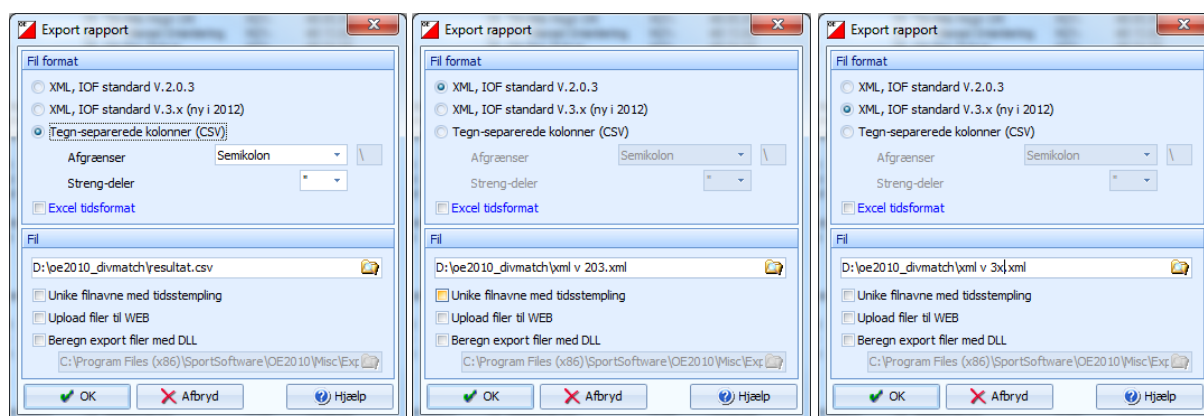 OE Export rapport
Fil format
XML, IOF standard V.2.0.3
XML, IOF standard V.3.x (ny i 2012)
Tegn-separerede kolonner (CSV)
Afgrænser Semikolon \
Streng-deler "
Excel tidsformat
Fil
D:\oe2010_divmatch\resultat.csv
Unike filnavne med tidsstempling
Upload filer til WEB
Beregn export filer med DLL
C:\Program Files (x86)\SportSoftware\OE2010\Misc\Exp
OK Afbryd Hjælp
OE Export rapport
Fil format
XML, IOF standard V.2.0.3
XML, IOF standard V.3.x (ny i 2012)
Tegn-separerede kolonner (CSV)
Afgrænser Semikolon \
Streng-deler "
Excel tidsformat
Fil
D:\oe2010_divmatch\xml v 203.xml
Unike filnavne med tidsstempling
Upload filer til WEB
Beregn export filer med DLL
C:\Program Files (x86)\SportSoftware\OE2010\Misc\Exp
OK Afbryd Hjælp
OE Export rapport
Fil format
XML, IOF standard V.2.0.3
XML, IOF standard V.3.x (ny i 2012)
Tegn-separerede kolonner (CSV)
Afgrænser Semikolon \
Streng-deler "
Excel tidsformat
Fil
D:\oe2010_divmatch\xml v 3x.xml
Unike filnavne med tidsstempling
Upload filer til WEB
Beregn export filer med DLL
C:\Program Files (x86)\SportSoftware\OE2010\Misc\Exp
OK Afbryd Hjælp